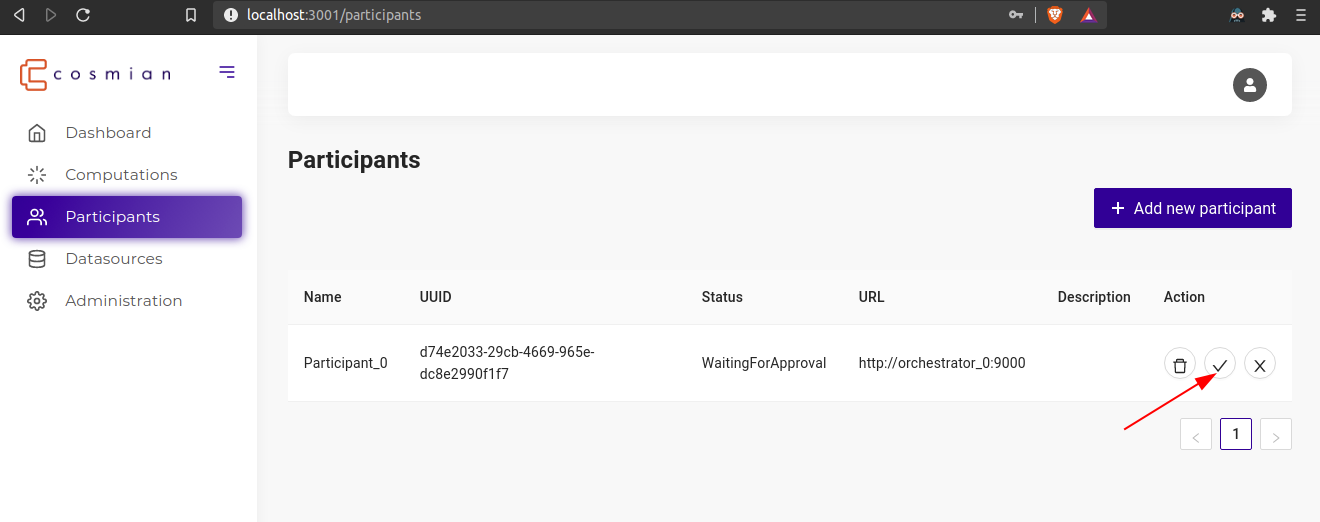 localhost:3001/participants
cosmian
Dashboard
Computations
Participants
Datasources
Administration
Participants
+ Add new participant
Name UUID Status URL Description Action
Participant_0 d74e2033-29cb-4669-965e-dc8e2990f1f7 WaitingForApproval http://orchestrator_0:9000
< 1 >